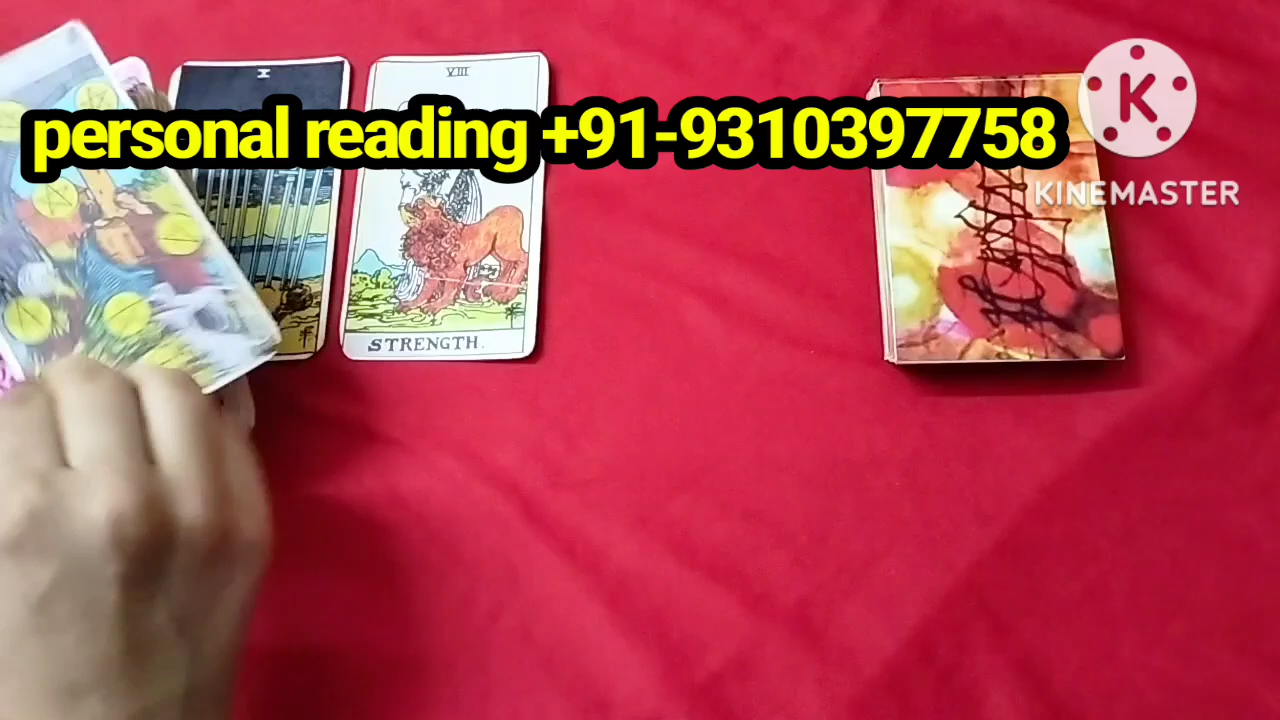 X
VIII
personal reading +91-9310397758
K
KINEMASTER
STRENGTH.